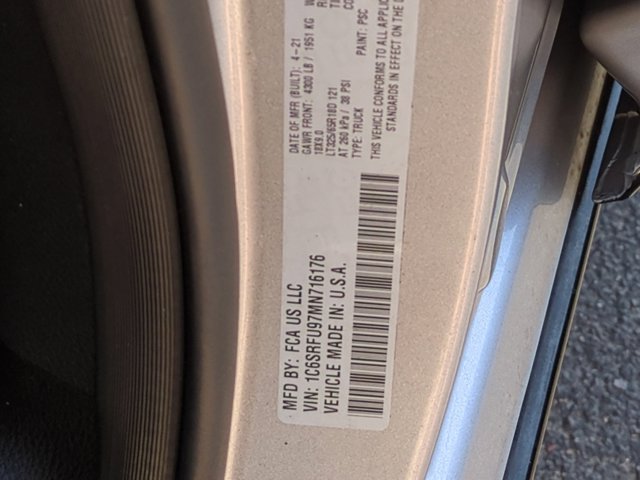 MFD BY: FCA US LLC
VIN: 1C6SRFU97MN716176
VEHICLE MADE IN: U.S.A.
DATE OF MFR (BUILT): 4-21
GAWR FRONT: 4300 LB / 1951 KG
18X9.0
LT325/65R18D 121
AT 260 kPa / 38 PSI
TYPE: TRUCK
PAINT: PSC
THIS VEHICLE CONFORMS TO ALL APPLIC
STANDARDS IN EFFECT ON THE D